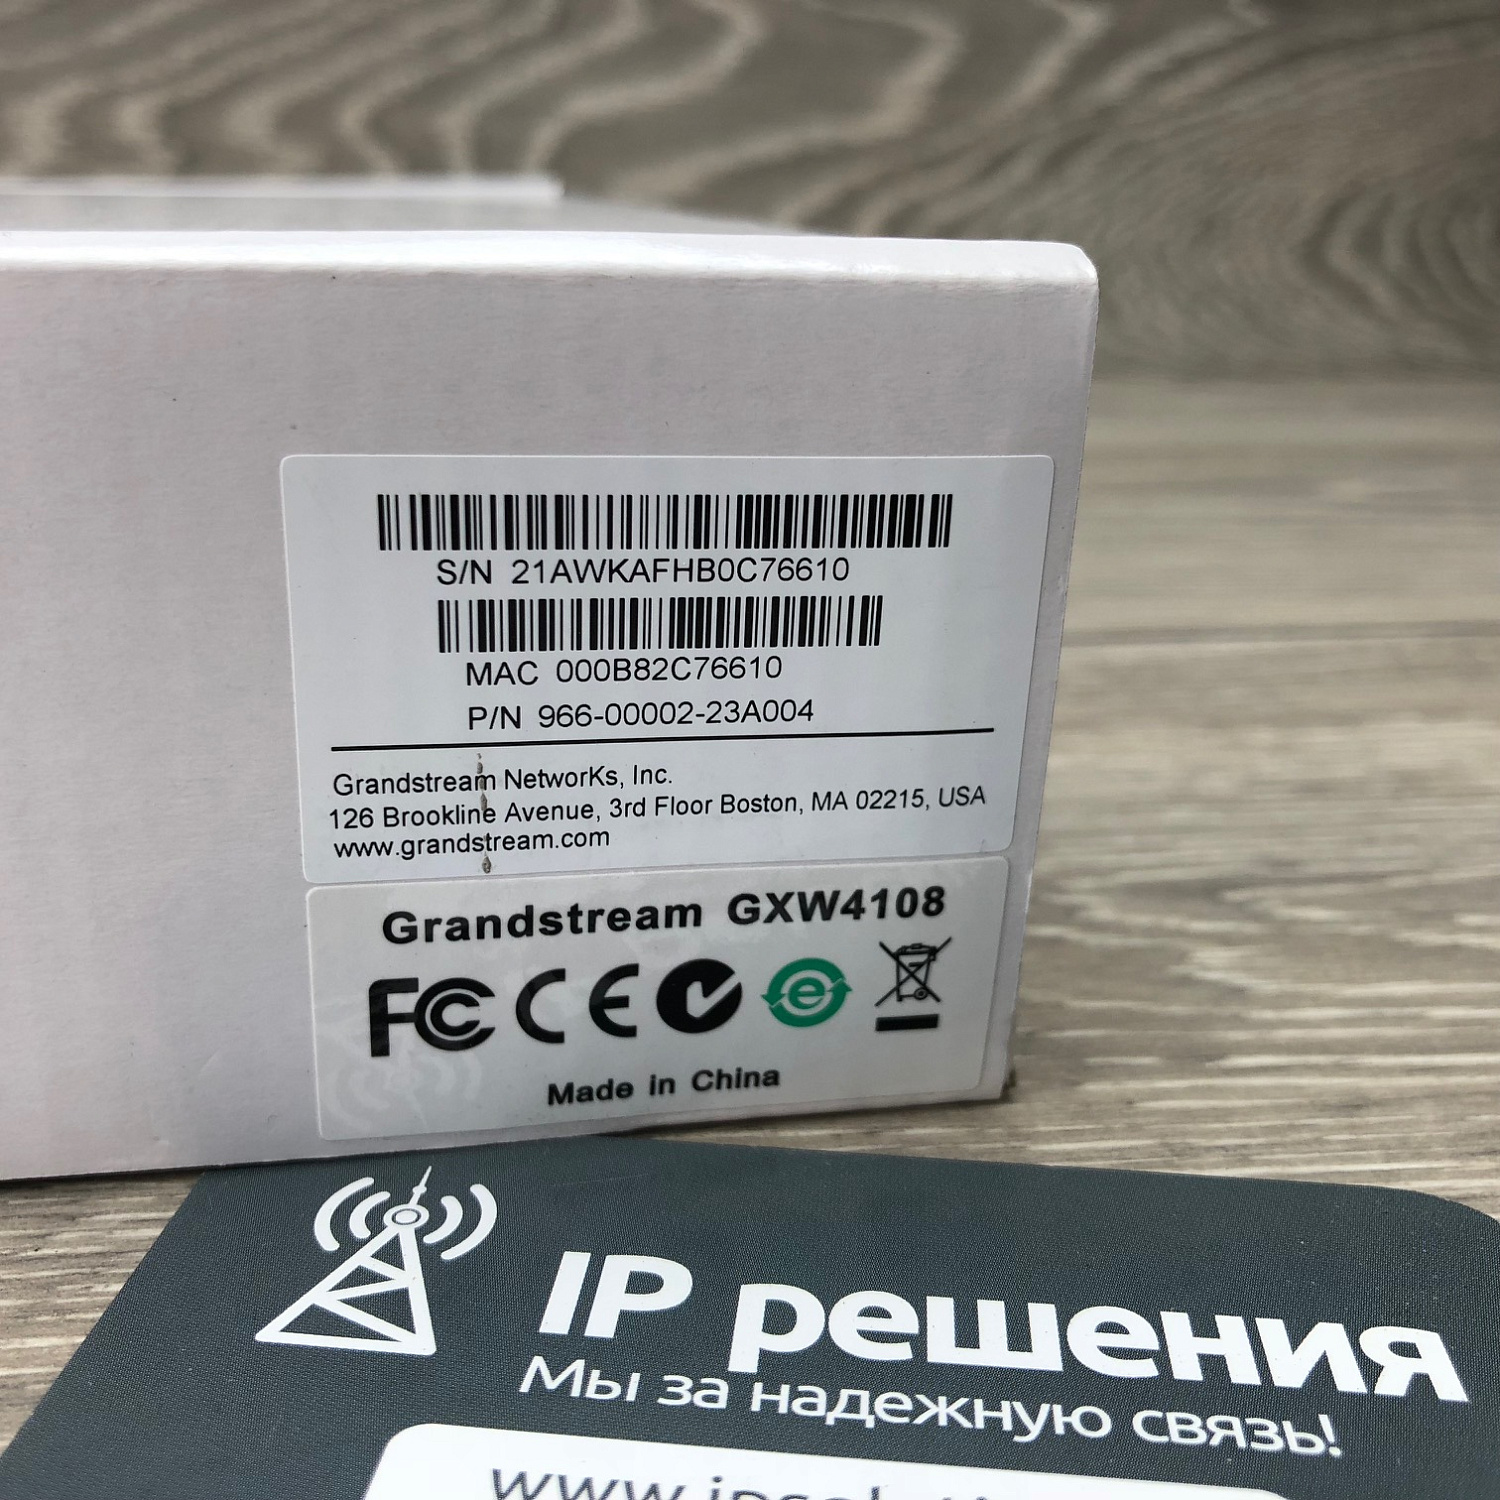 S/N 21AWKAFHB0C76610
MAC 000B82C76610
P/N 966-00002-23A004
Grandstream NetworKs, Inc.
126 Brookline Avenue, 3rd Floor Boston, MA 02215, USA
www.grandstream.com
Grandstream GXW4108
FC CE
Made in China
IP решения
Мы за надежную связь!